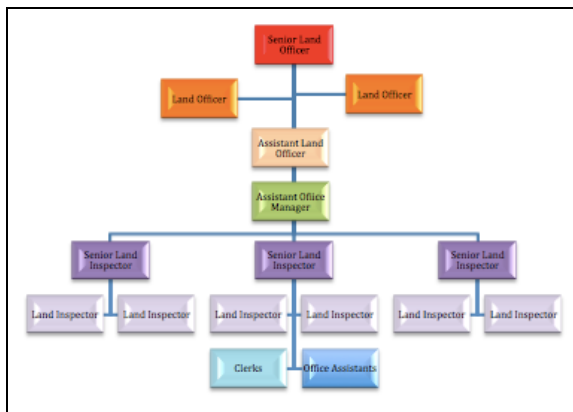 Senior Land
Officer
Land Officer
Land Officer
Assistant Land
Officer
Assistant Office
Manager
Senior Land
Inspector
Senior Land
Inspector
Senior Land
Inspector
Land Inspector
Land Inspector
Land Inspector
Land Inspector
Land Inspector
Land Inspector
Clerks
Office Assistants